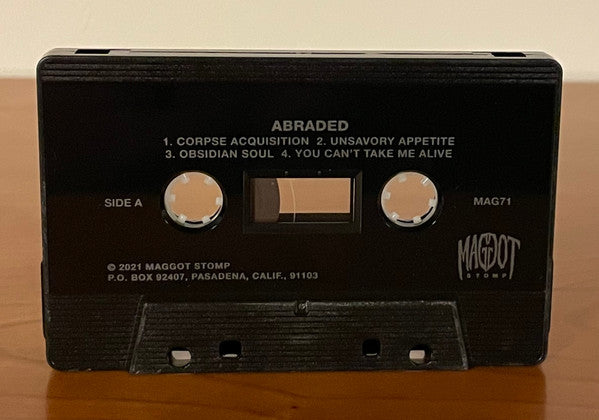 ABRADED
1. CORPSE ACQUISITION 2. UNSAVORY APPETITE
3. OBSIDIAN SOUL 4. YOU CAN'T TAKE ME ALIVE
SIDE A
MAG71
© 2021 MAGGOT STOMP
P.O. BOX 92407, PASADENA, CALIF., 91103
MAGGOT
STOMP